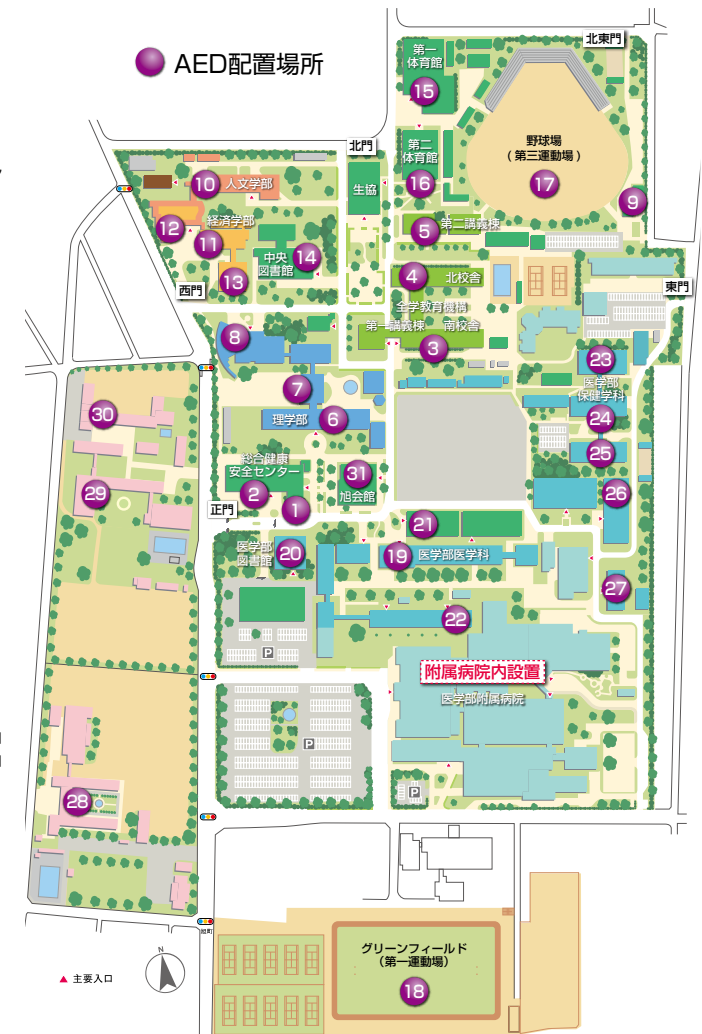 AED配置場所
北東門
第一
体育館
15
北門
野球場
(第三運動場)
第二
体育館
10
人文学部
生協
16
17
9
12
経済学部
11
5
第二講義棟
中央
図書館
14
13
4
北校舎
西門
東門
全学教育機構
第一講義棟
南校舎
8
3
23
7
医学部
保健学科
30
理学部
6
24
25
総合健康
安全センター
31
29
2
旭会館
26
正門
1
21
医学部
図書館
20
19
医学部医学科
27
22
P
附属病院内設置
医学部附属病院
P
P
28
グリーンフィールド
(第一運動場)
18
N
▲ 主要入口